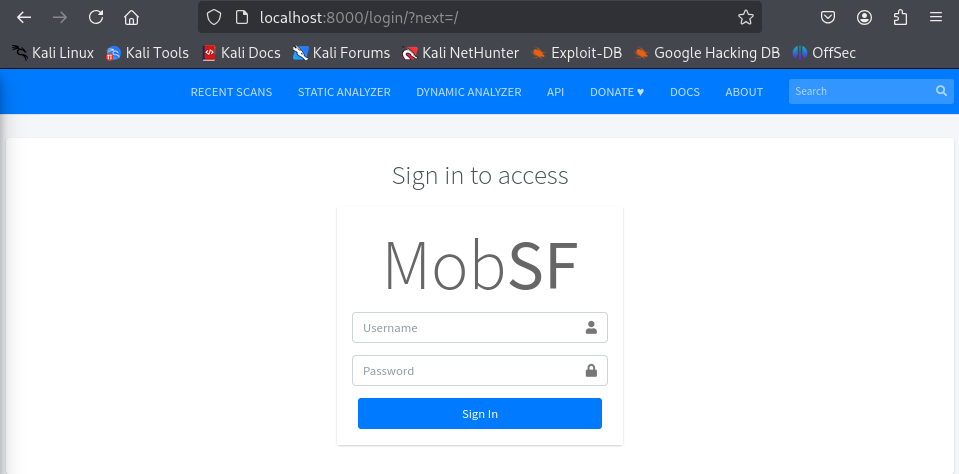 localhost:8000/login/?next=/
Kali Linux Kali Tools Kali Docs Kali Forums Kali NetHunter Exploit-DB Google Hacking DB OffSec
RECENT SCANS STATIC ANALYZER DYNAMIC ANALYZER API DONATE ♥ DOCS ABOUT Search
Sign in to access
MobSF
Username
Password
Sign In